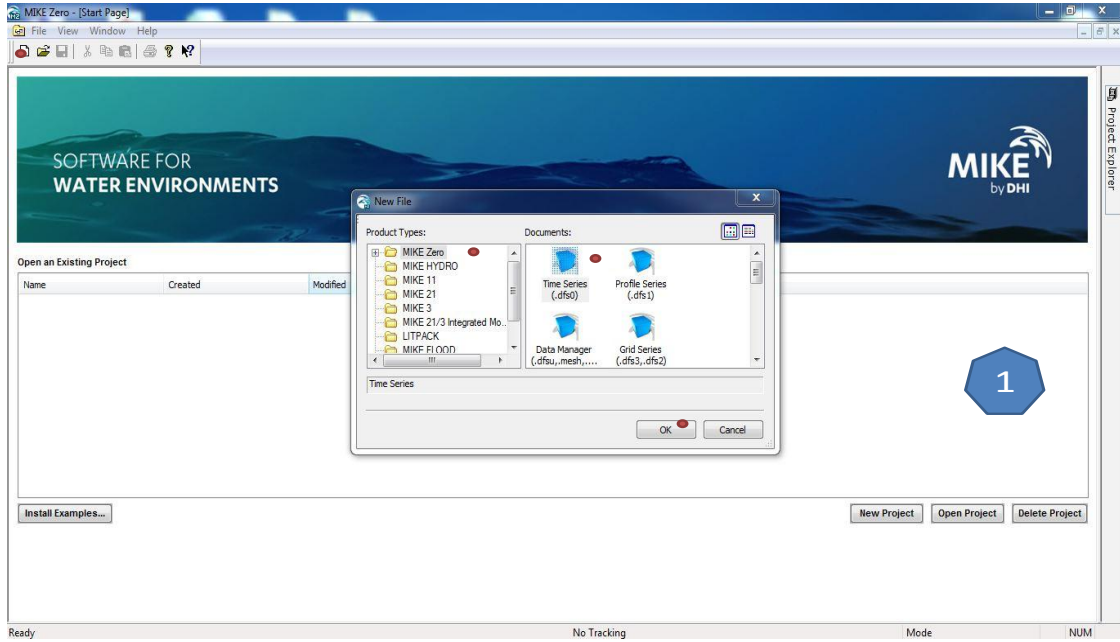 MIKE Zero - [Start Page]
File View Window Help
SOFTWARE FOR
WATER ENVIRONMENTS
MIKE
by DHI
Project Explorer
New File
Product Types:
Documents:
MIKE Zero
MIKE HYDRO
MIKE 11
MIKE 21
MIKE 3
MIKE 21/3 Integrated Mo...
LITPACK
MIKE FLOOD
Time Series
(.dfs0)
Profile Series
(.dfs1)
Data Manager
(.dfsu,.mesh,....
Grid Series
(.dfs3,.dfs2)
Time Series
OK
Cancel
Open an Existing Project
Name Created Modified
1
Install Examples...
New Project Open Project Delete Project
Ready No Tracking Mode NUM